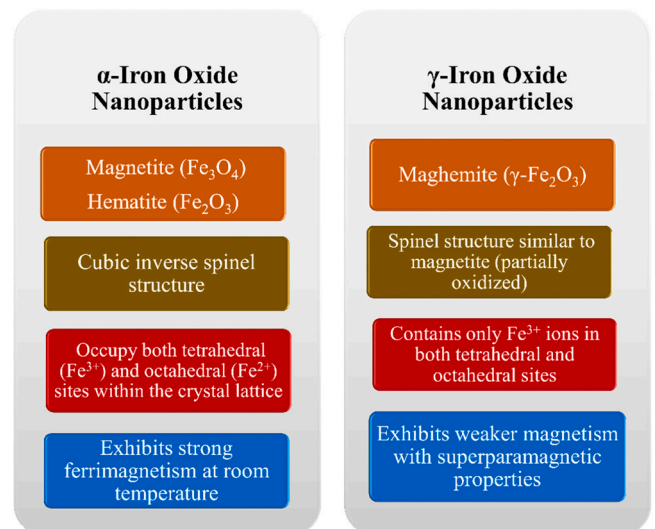 α-Iron Oxide
Nanoparticles
Magnetite (Fe₃O₄)
Hematite (Fe₂O₃)
Cubic inverse spinel
structure
Occupy both tetrahedral
(Fe³⁺) and octahedral (Fe²⁺)
sites within the crystal lattice
Exhibits strong
ferrimagnetism at room
temperature
γ-Iron Oxide
Nanoparticles
Maghemite (γ-Fe₂O₃)
Spinel structure similar to
magnetite (partially
oxidized)
Contains only Fe³⁺ ions in
both tetrahedral and
octahedral sites
Exhibits weaker magnetism
with superparamagnetic
properties